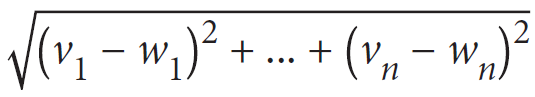 √(v₁ − w₁)² + ... + (vₙ − wₙ)²